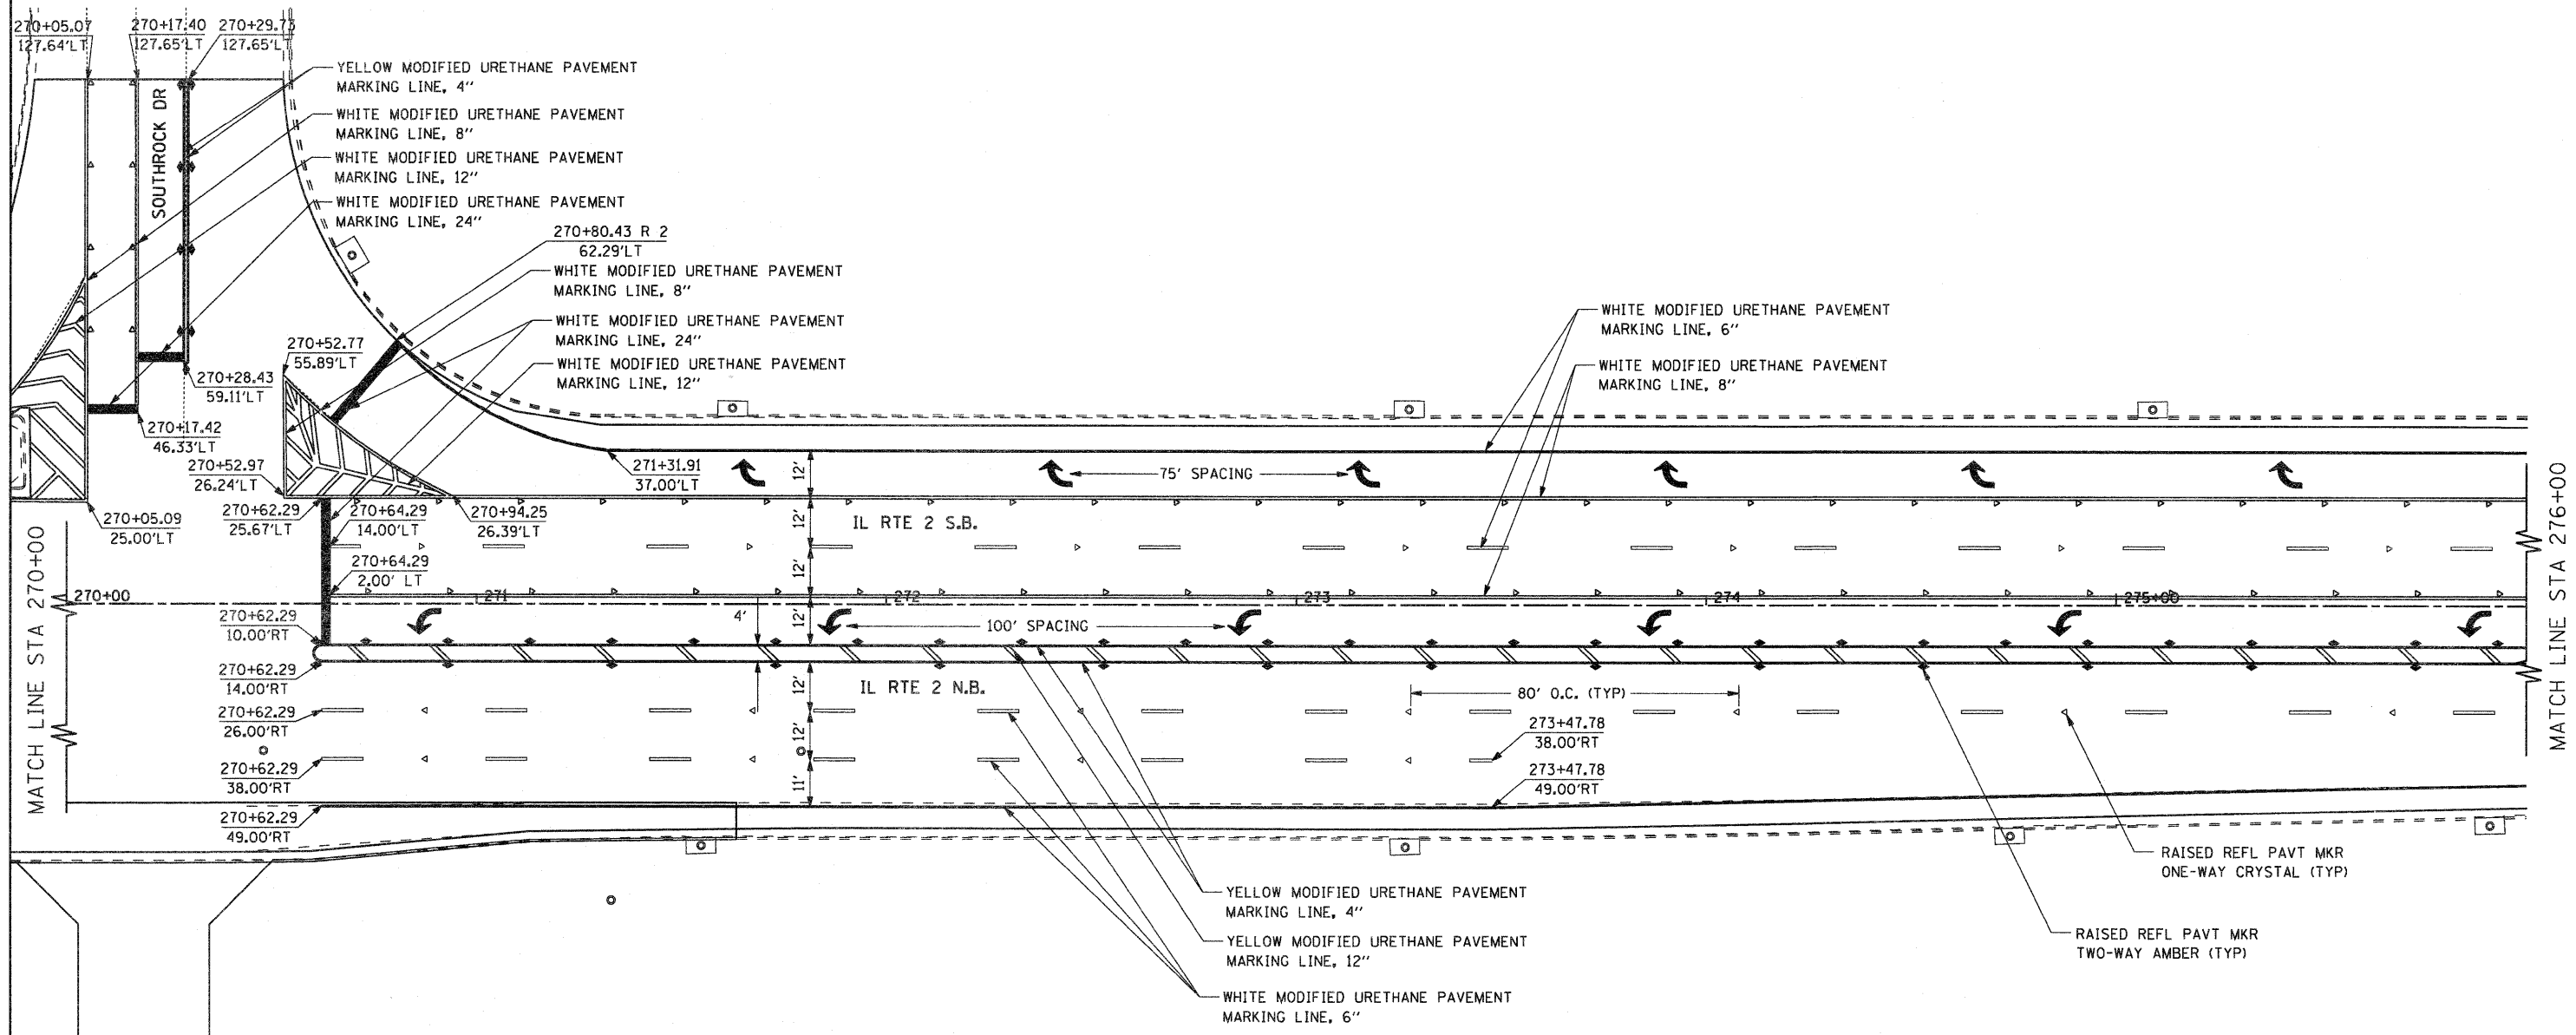 270+05.07
127.64'LT
270+17.40
127.65'LT
270+29.73
127.65'LT
YELLOW MODIFIED URETHANE PAVEMENT
MARKING LINE, 4"
WHITE MODIFIED URETHANE PAVEMENT
MARKING LINE, 8"
WHITE MODIFIED URETHANE PAVEMENT
MARKING LINE, 12"
WHITE MODIFIED URETHANE PAVEMENT
MARKING LINE, 24"
SOUTHROCK DR
270+80.43 R 2
62.29'LT
WHITE MODIFIED URETHANE PAVEMENT
MARKING LINE, 8"
WHITE MODIFIED URETHANE PAVEMENT
MARKING LINE, 24"
WHITE MODIFIED URETHANE PAVEMENT
MARKING LINE, 12"
WHITE MODIFIED URETHANE PAVEMENT
MARKING LINE, 6"
WHITE MODIFIED URETHANE PAVEMENT
MARKING LINE, 8"
270+52.77
55.89'LT
270+28.43
59.11'LT
270+17.42
46.33'LT
270+52.97
26.24'LT
271+31.91
37.00'LT
12'
75' SPACING
270+05.09
25.00'LT
270+62.29
25.67'LT
270+64.29
14.00'LT
270+94.25
26.39'LT
12'
IL RTE 2 S.B.
270+64.29
2.00' LT
12'
MATCH LINE STA 270+00
MATCH LINE STA 276+00
270+00
271
272
273
274
275+00
270+62.29
10.00'RT
4'
12'
100' SPACING
270+62.29
14.00'RT
12'
IL RTE 2 N.B.
80' O.C. (TYP)
270+62.29
26.00'RT
12'
273+47.78
38.00'RT
270+62.29
38.00'RT
11'
273+47.78
49.00'RT
270+62.29
49.00'RT
RAISED REFL PAVT MKR
ONE-WAY CRYSTAL (TYP)
YELLOW MODIFIED URETHANE PAVEMENT
MARKING LINE, 4"
YELLOW MODIFIED URETHANE PAVEMENT
MARKING LINE, 12"
RAISED REFL PAVT MKR
TWO-WAY AMBER (TYP)
WHITE MODIFIED URETHANE PAVEMENT
MARKING LINE, 6"